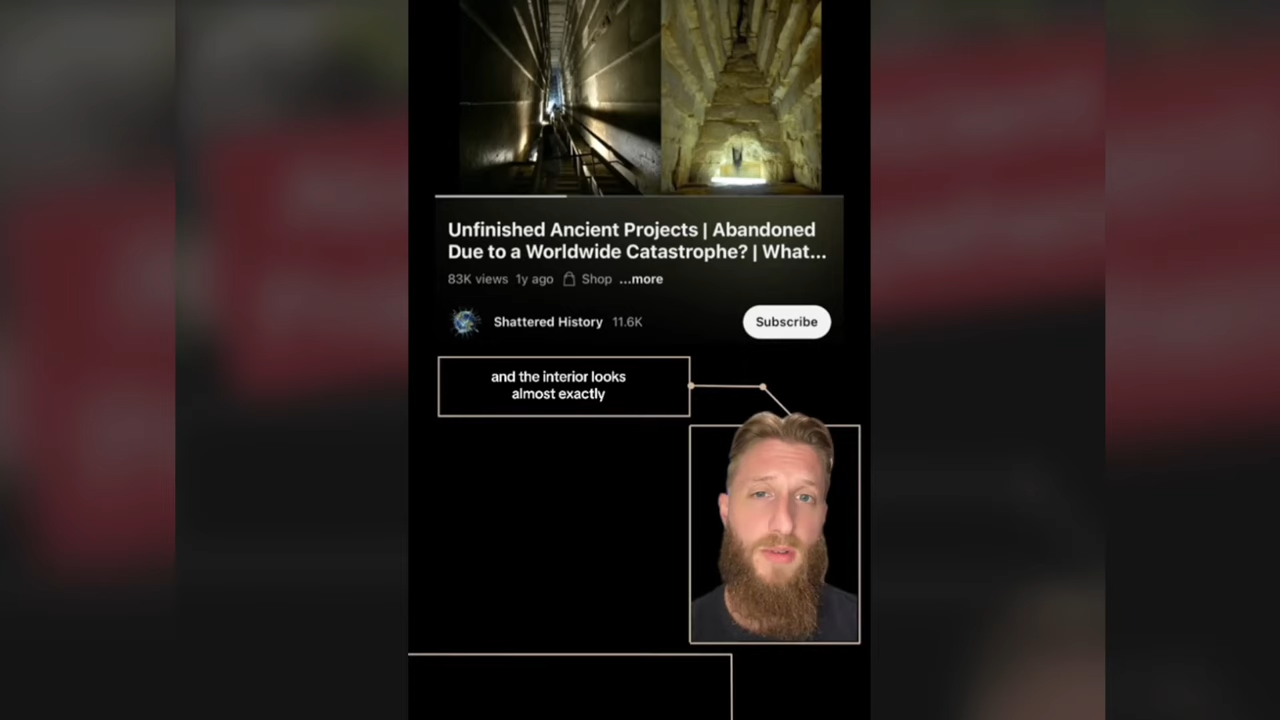 Unfinished Ancient Projects | Abandoned
Due to a Worldwide Catastrophe? | What...
83K views 1y ago Shop ...more
Shattered History 11.6K
Subscribe
and the interior looks
almost exactly